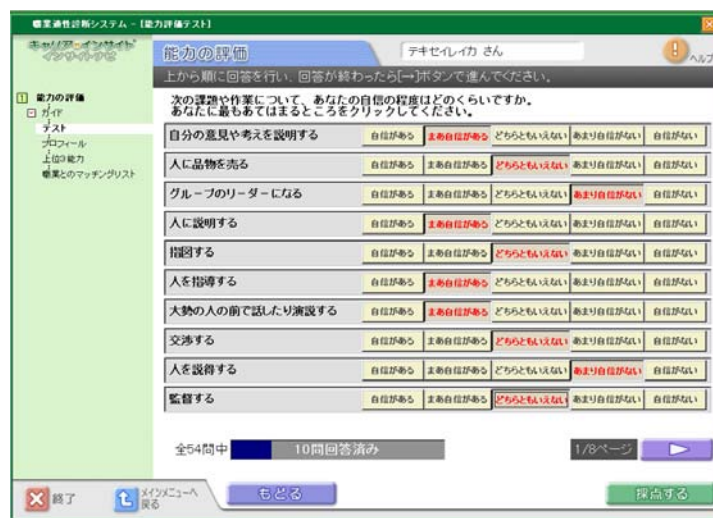 職業適性診断システム - [能力評価テスト]
キャリア・インサイト
能力の評価
テキセイレイカ さん
ヘルプ
上から順に回答を行い、回答が終わったら[→]ボタンで進んでください。
1 能力の評価
ガイド
テスト
プロフィール
上位3能力
職業とのマッチングリスト
次の課題や作業について、あなたの自信の程度はどのくらいですか。
あなたに最もあてはまるところをクリックしてください。
自分の意見や考えを説明する 自信がある まあ自信がある どちらともいえない あまり自信がない 自信がない
人に品物を売る 自信がある まあ自信がある どちらともいえない あまり自信がない 自信がない
グループのリーダーになる 自信がある まあ自信がある どちらともいえない あまり自信がない 自信がない
人に説明する 自信がある まあ自信がある どちらともいえない あまり自信がない 自信がない
指図する 自信がある まあ自信がある どちらともいえない あまり自信がない 自信がない
人を指導する 自信がある まあ自信がある どちらともいえない あまり自信がない 自信がない
大勢の人の前で話したり演説する 自信がある まあ自信がある どちらともいえない あまり自信がない 自信がない
交渉する 自信がある まあ自信がある どちらともいえない あまり自信がない 自信がない
人を説得する 自信がある まあ自信がある どちらともいえない あまり自信がない 自信がない
監督する 自信がある まあ自信がある どちらともいえない あまり自信がない 自信がない
全54問中 10問回答済み 1/8ページ
終了
メインメニューへ
戻る
もどる
採点する